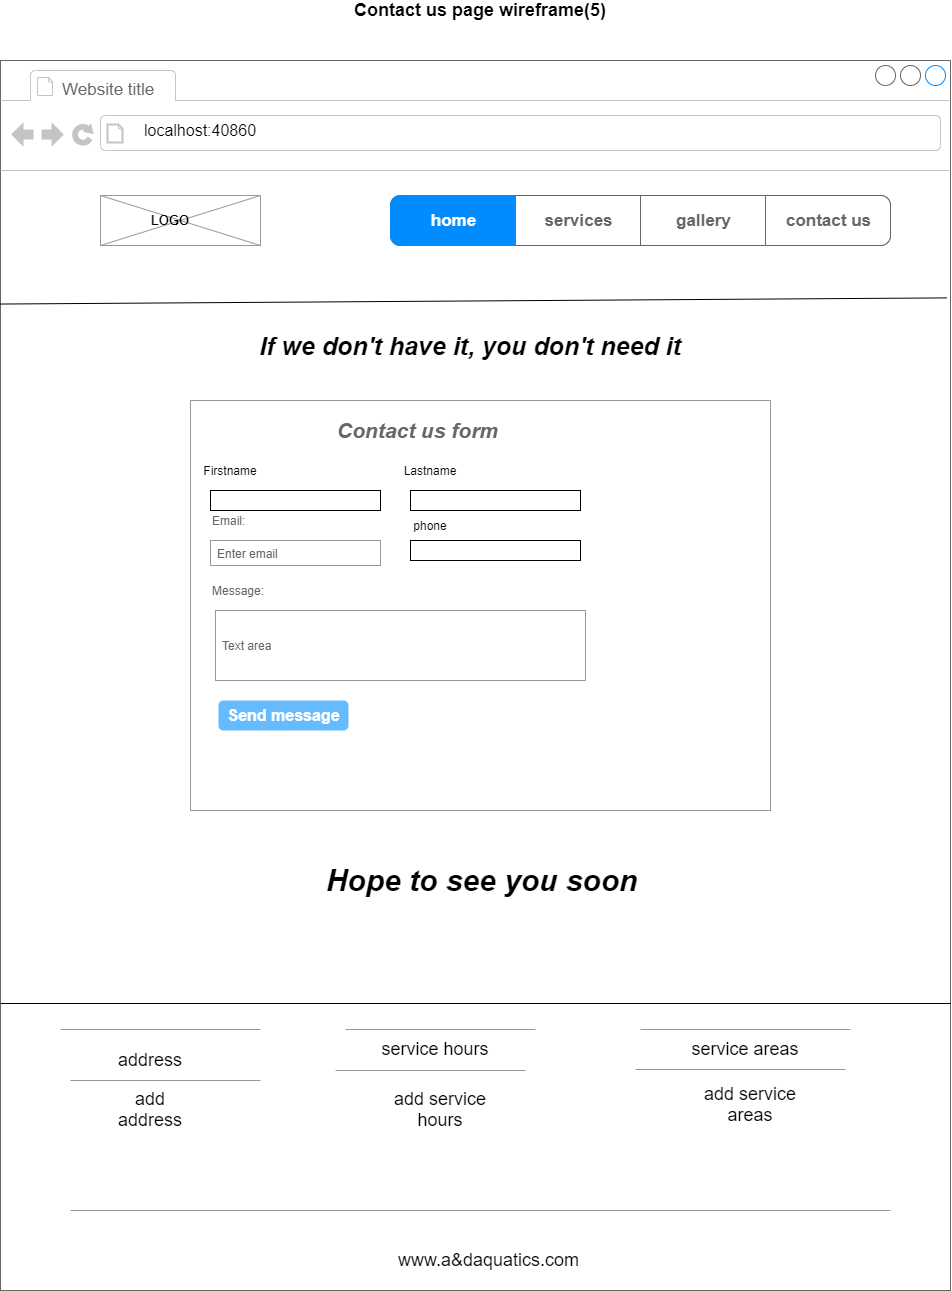 Contact us page wireframe(5)
Website title
localhost:40860
LOGO
home services gallery contact us
If we don't have it, you don't need it
Contact us form
Firstname Lastname
Email: phone
Enter email
Message:
Text area
Send message
Hope to see you soon
address service hours service areas
add add service add service
address hours areas
www.a&daquatics.com